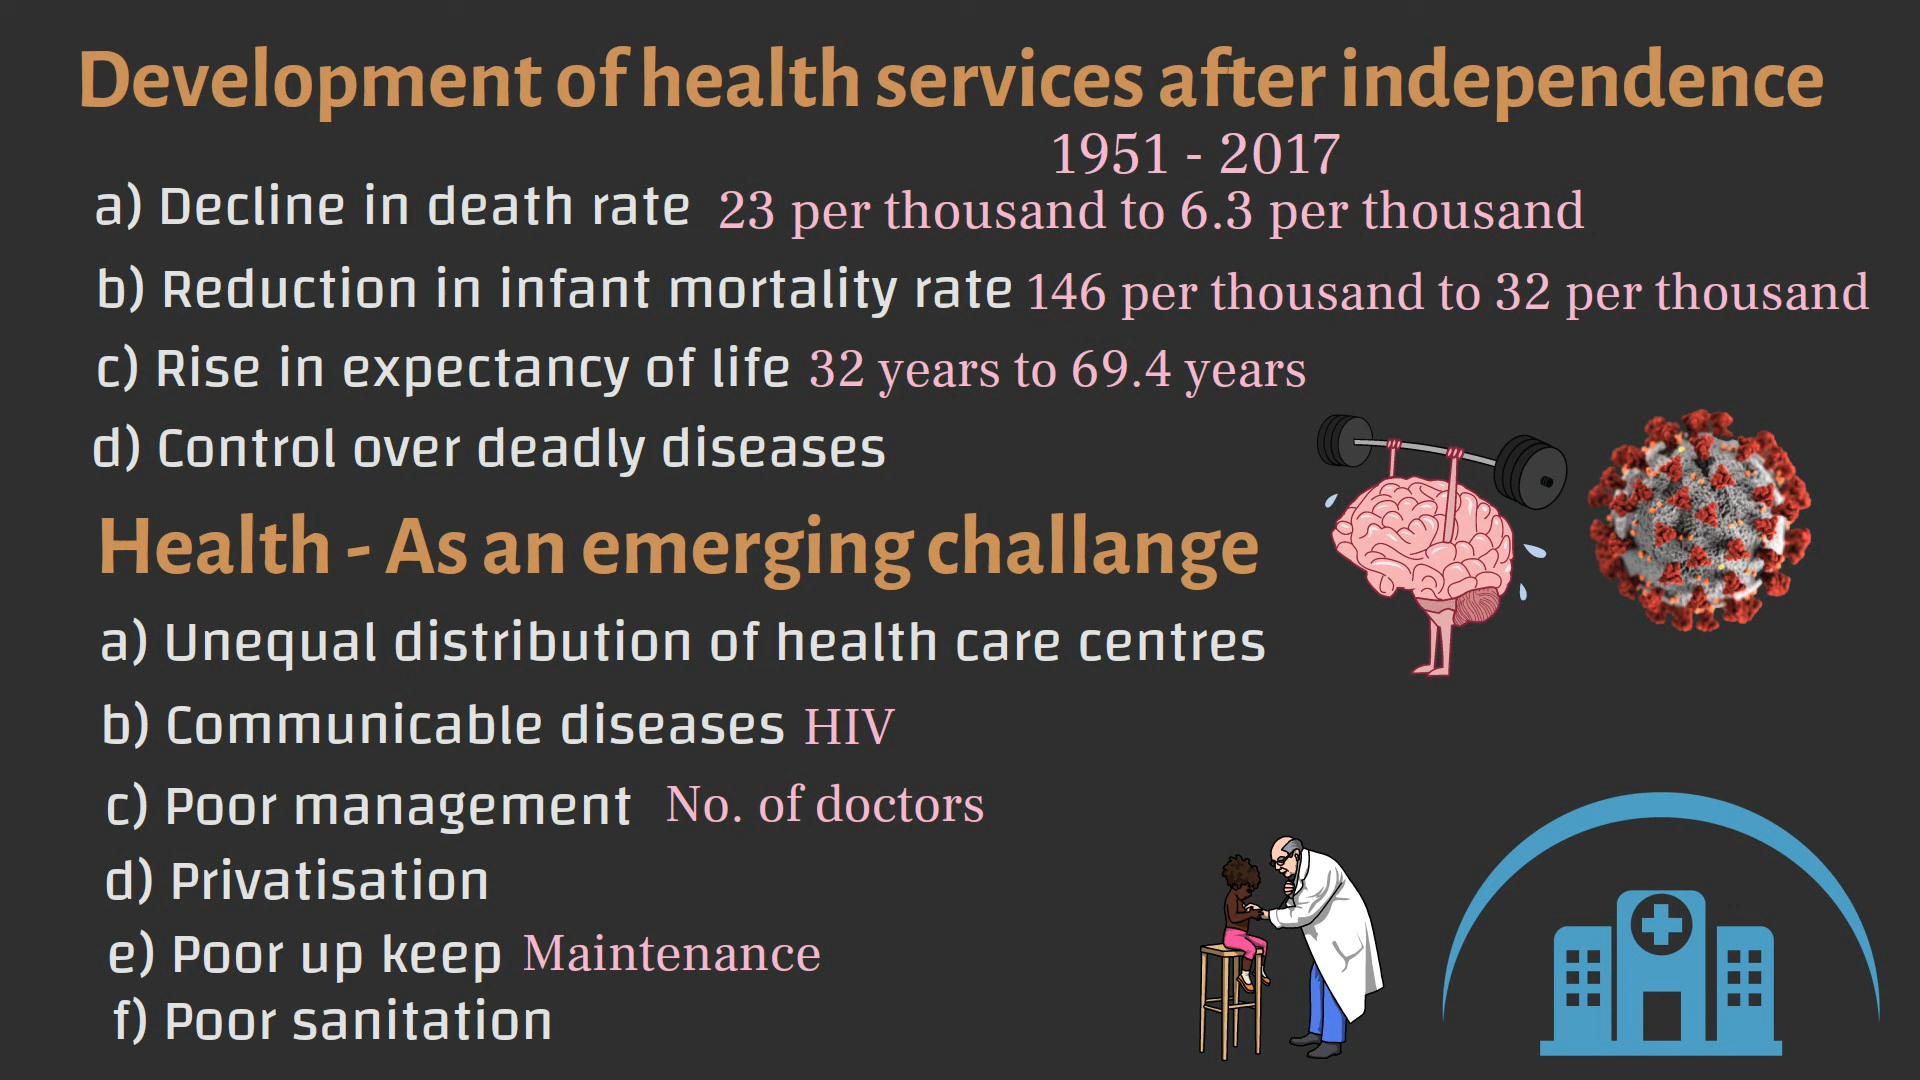 Development of health services after independence
1951 - 2017
a) Decline in death rate 23 per thousand to 6.3 per thousand
b) Reduction in infant mortality rate 146 per thousand to 32 per thousand
c) Rise in expectancy of life 32 years to 69.4 years
d) Control over deadly diseases
Health - As an emerging challange
a) Unequal distribution of health care centres
b) Communicable diseases HIV
c) Poor management No. of doctors
d) Privatisation
e) Poor up keep Maintenance
f) Poor sanitation